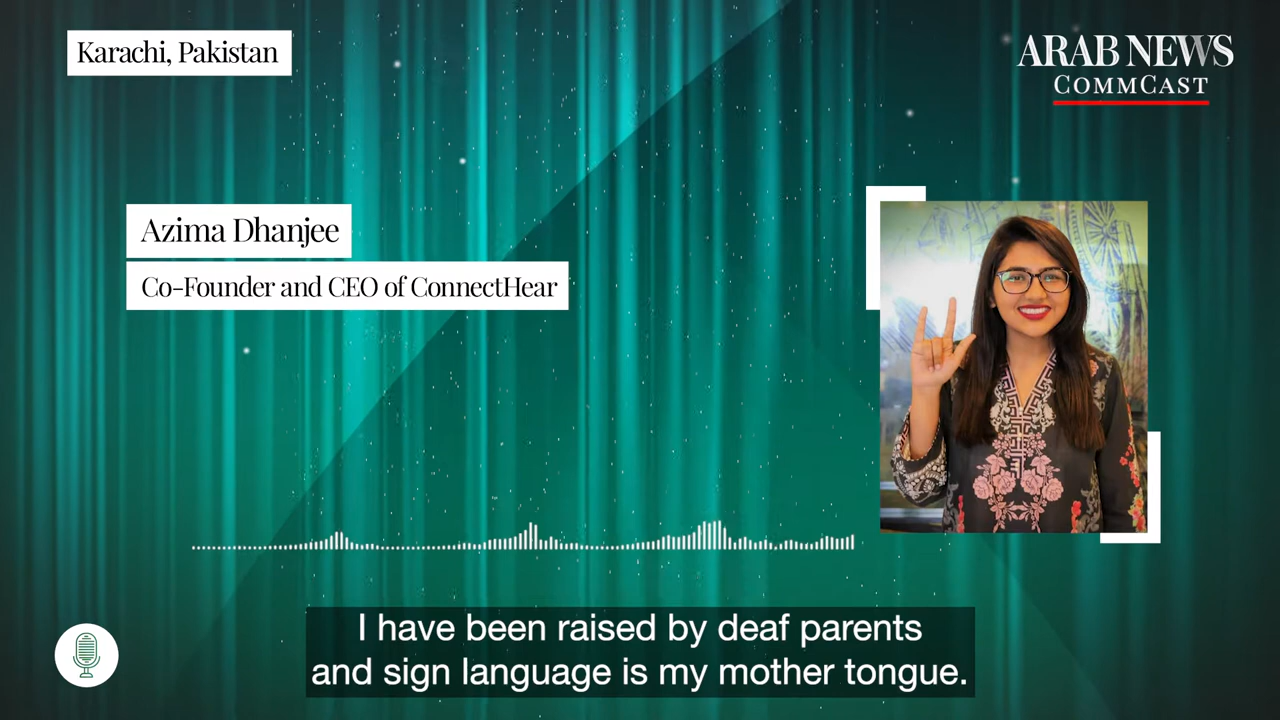 Karachi, Pakistan
ARAB NEWS
COMMCAST
Azima Dhanjee
Co-Founder and CEO of ConnectHear
I have been raised by deaf parents
and sign language is my mother tongue.